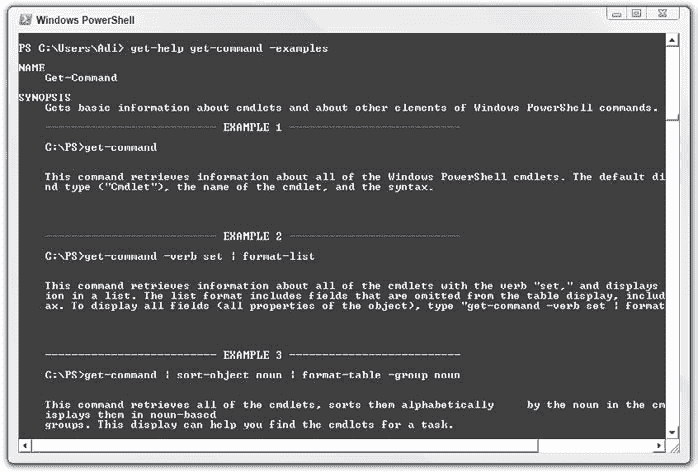 Windows PowerShell
PS C:\Users\Adi> get-help get-command -examples
NAME
Get-Command
SYNOPSIS
Gets basic information about cmdlets and about other elements of Windows PowerShell commands.
-------------------------- EXAMPLE 1 --------------------------
C:\PS>get-command
This command retrieves information about all of the Windows PowerShell cmdlets. The default di
nd type ("Cmdlet"), the name of the cmdlet, and the syntax.
-------------------------- EXAMPLE 2 --------------------------
C:\PS>get-command -verb set | format-list
This command retrieves information about all of the cmdlets with the verb "set," and displays
ion in a list. The list format includes fields that are omitted from the table display, includ
ax. To display all fields (all properties of the object), type "get-command -verb set | format
-------------------------- EXAMPLE 3 --------------------------
C:\PS>get-command | sort-object noun | format-table -group noun
This command retrieves all of the cmdlets, sorts them alphabetically     by the noun in the cm
isplays them in noun-based
groups. This display can help you find the cmdlets for a task.